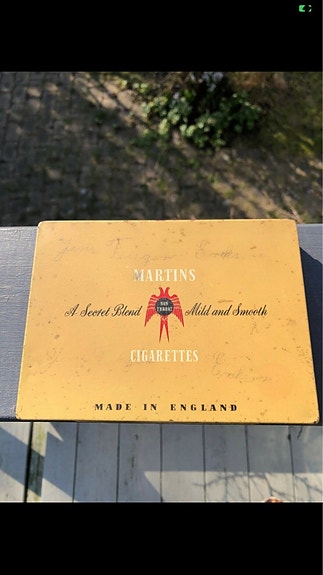 MARTINS
A Secret Blend
NON
THROAT
Mild and Smooth
CIGARETTES
MADE IN ENGLAND